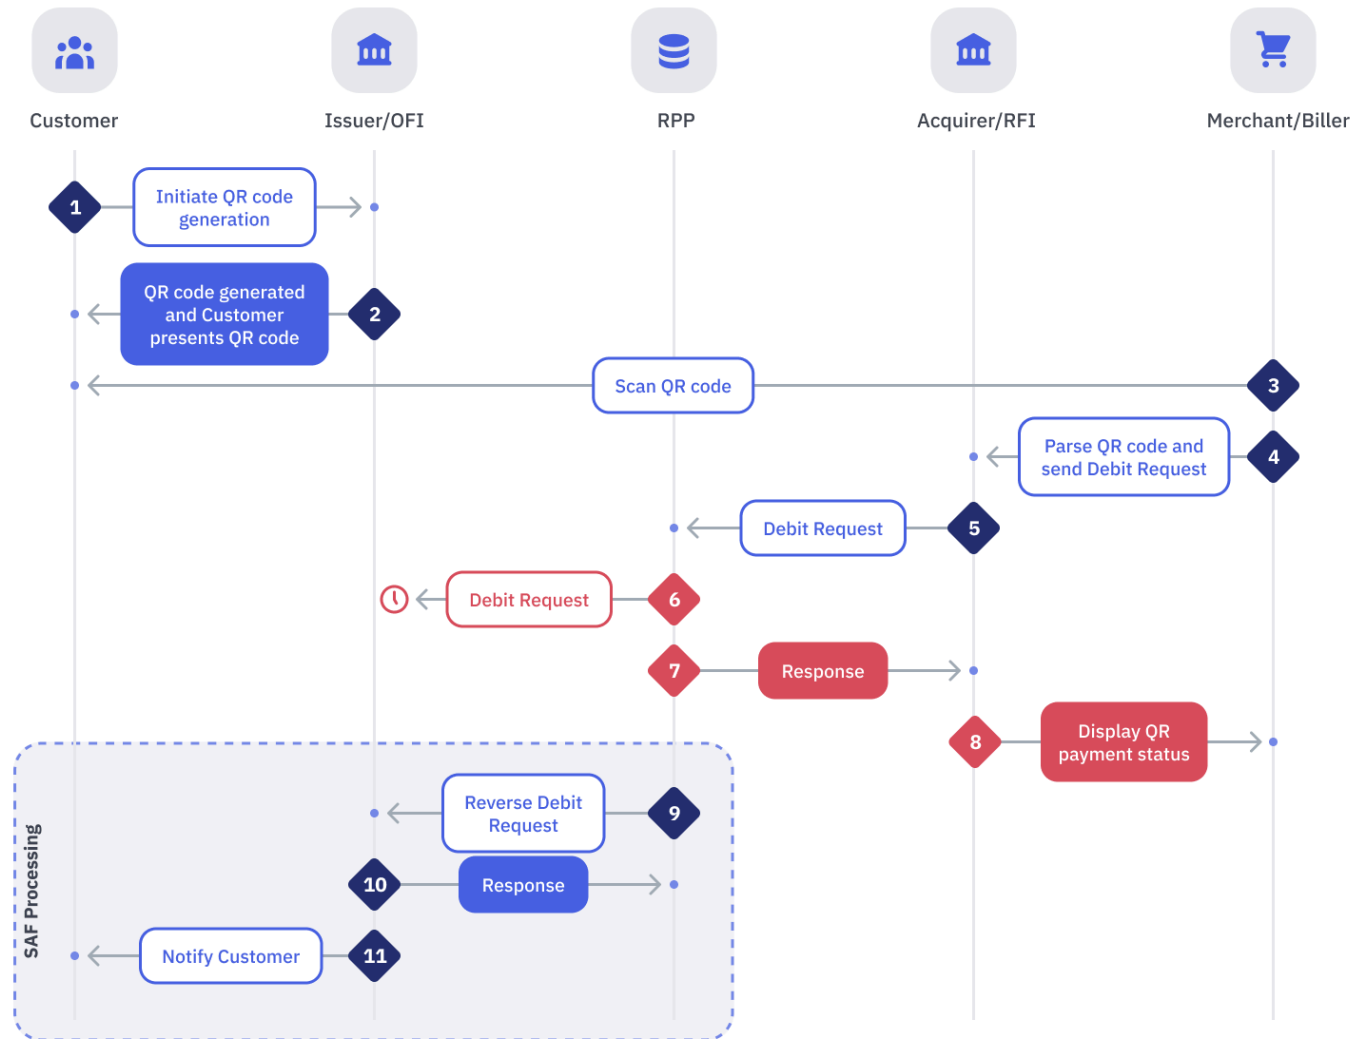 Customer
Issuer/OFI
RPP
Acquirer/RFI
Merchant/Biller
1
Initiate QR code
generation
QR code generated
and Customer
presents QR code
2
Scan QR code
3
Parse QR code and
send Debit Request
4
Debit Request
5
Debit Request
6
7
Response
8
Display QR
payment status
SAF Processing
Reverse Debit
Request
9
10
Response
Notify Customer
11